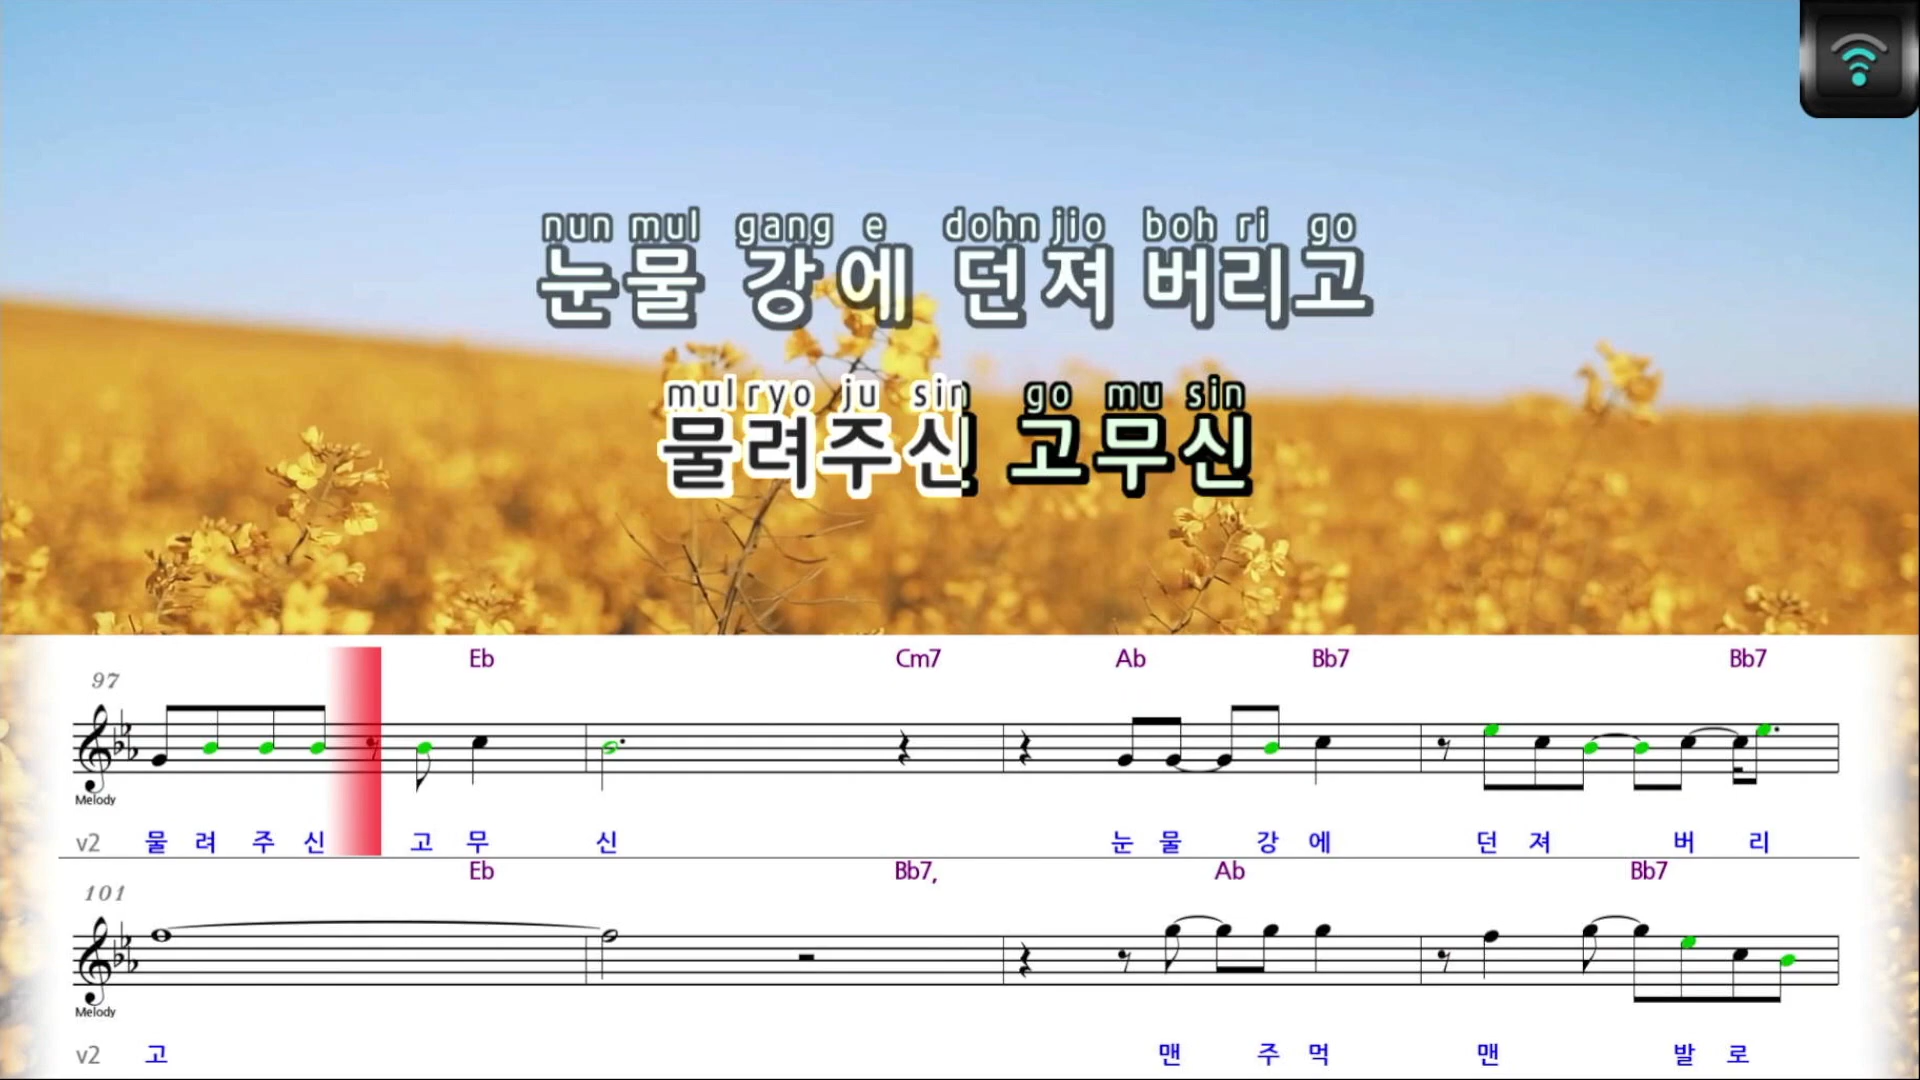 nun mul gang e dohn jio boh ri go
눈물 강에 던져 버리고
mul ryo ju sin go mu sin
물려주신 고무신
Eb Cm7 Ab Bb7 Bb7
97
Melody
v2 물 려 주 신 고 무 신 눈 물 강 에 던 져 버 리
Eb Bb7, Ab Bb7
101
Melody
v2 고 맨 주 먹 맨 발 로